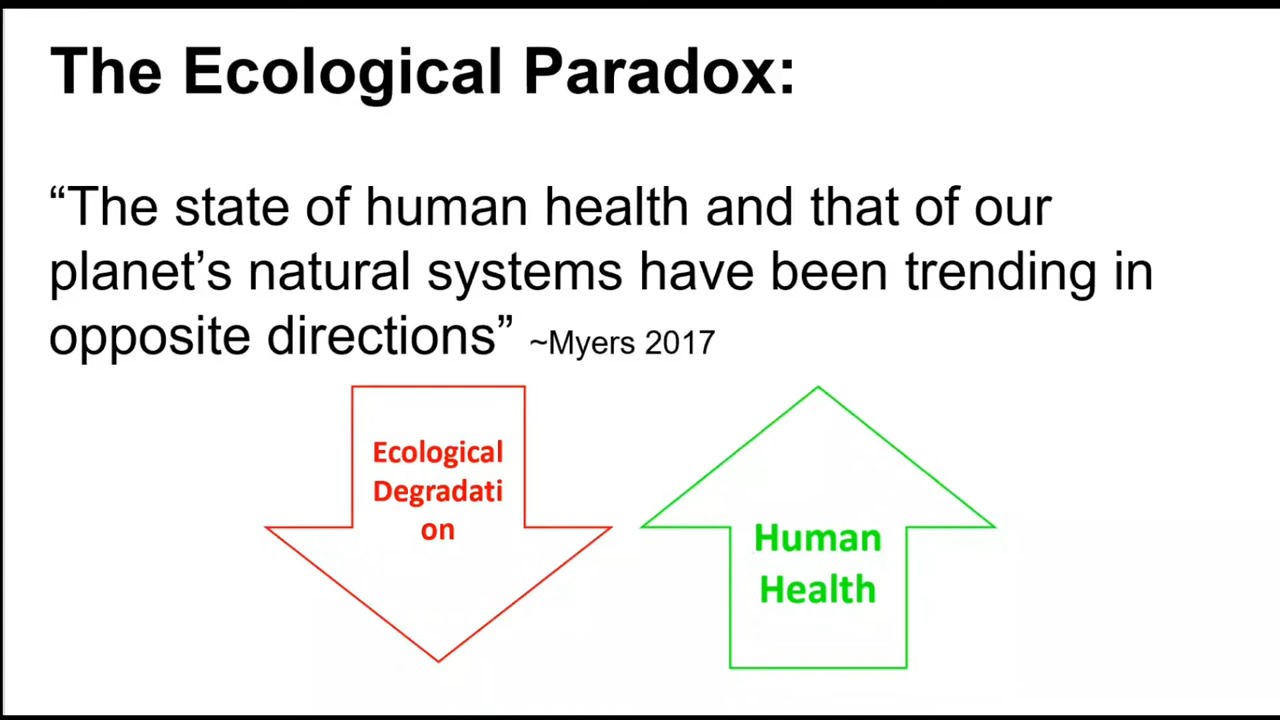 The Ecological Paradox:
“The state of human health and that of our
planet’s natural systems have been trending in
opposite directions” ~Myers 2017
Ecological
Degradati
on
Human
Health